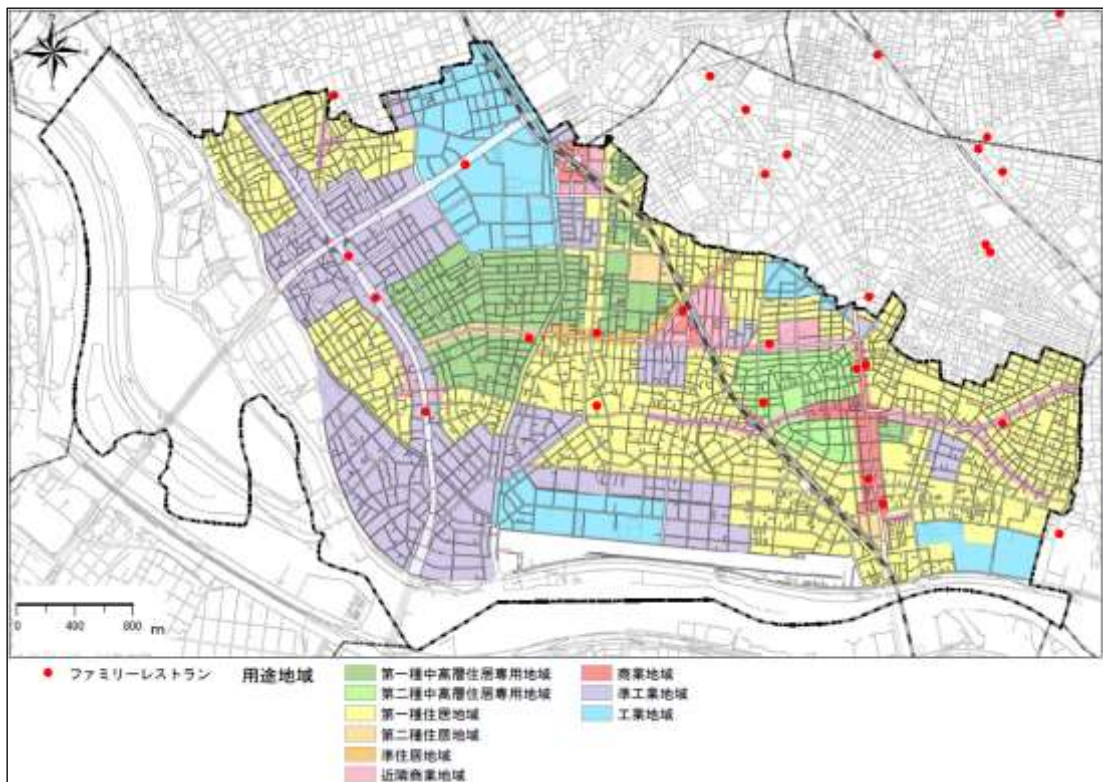 0 400 800 m
ファミリーレストラン
用途地域
第一種中高層住居専用地域
第二種中高層住居専用地域
第一種住居地域
第二種住居地域
準住居地域
近隣商業地域
商業地域
準工業地域
工業地域